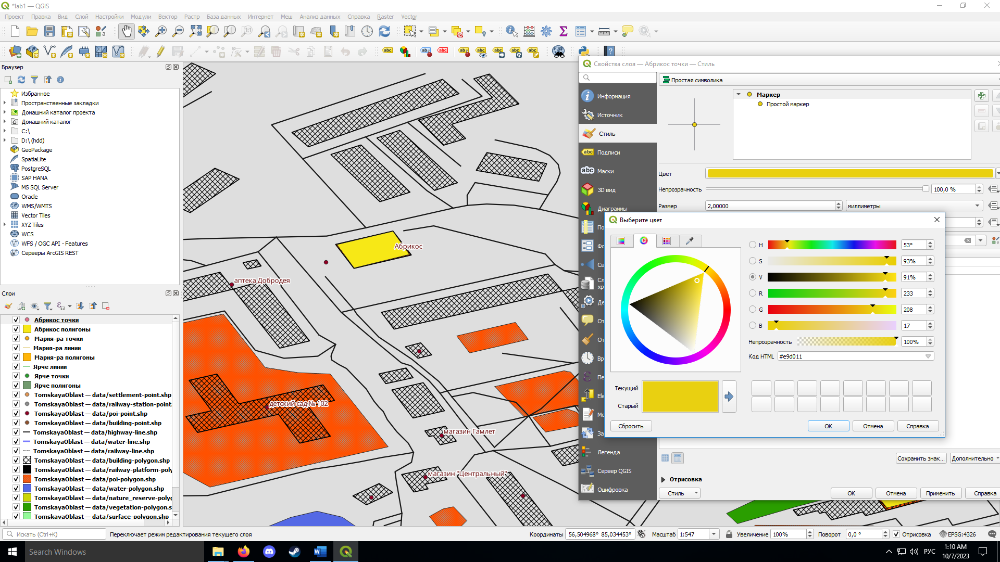 *lab1 — QGIS
Проект Правка Вид Слой Настройки Модули Вектор Растр База данных Интернет Меш Анализ данных Справка Raster Vector
Браузер
Избранное
Пространственные закладки
Домашний каталог проекта
Домашний каталог
C:\
D:\ (hdd)
GeoPackage
SpatiaLite
PostgreSQL
SAP HANA
MS SQL Server
Oracle
WMS/WMTS
Vector Tiles
XYZ Tiles
WCS
WFS / OGC API - Features
Серверы ArcGIS REST
Слои
Абрикос точки
Абрикос полигоны
Мария-ра точки
Мария-ра линии
Мария-ра полигоны
Ярче линии
Ярче точки
Ярче полигоны
TomskayaOblast — data/settlement-point.shp
TomskayaOblast — data/railway-station-point
TomskayaOblast — data/poi-point.shp
TomskayaOblast — data/building-point.shp
TomskayaOblast — data/highway-line.shp
TomskayaOblast — data/water-line.shp
TomskayaOblast — data/railway-line.shp
TomskayaOblast — data/building-polygon.shp
TomskayaOblast — data/railway-platform-poly
TomskayaOblast — data/poi-polygon.shp
TomskayaOblast — data/water-polygon.shp
TomskayaOblast — data/nature_reserve-polyg
TomskayaOblast — data/vegetation-polygon.s
TomskayaOblast — data/surface-polygon.shp
Абрикос
аптека Добродея
детский сад № 102
магазин Гамлет
магазин "Центральный"
Свойства слоя — Абрикос точки — Стиль
Информация
Источник
Стиль
Подписи
Маски
3D вид
Диаграммы
По
Фо
Св
Сл
хр
Де
От
От
Вр
Пе
Ele
Ме
За
Легенда
Сервер QGIS
Оцифровка
Простая символика
Маркер
Простой маркер
Цвет
Непрозрачность 100,0 %
Размер 2,00000 миллиметры
Выберите цвет
H 53°
S 93%
V 91%
R 233
G 208
B 17
Непрозрачность 100%
Код HTML #e9d011
Текущий
Старый
Сбросить OK Отмена Справка
Сохранить знак... Дополнительно
Отрисовка
Стиль OK Отмена Применить Справка
Искать (Ctrl+K) Переключает режим редактирования текущего слоя Координаты 56,504968° 85,034453° Масштаб 1:547 Увеличение 100% Поворот 0,0 ° Отрисовка EPSG:4326
Search Windows
РУС
1:10 AM
10/7/2023